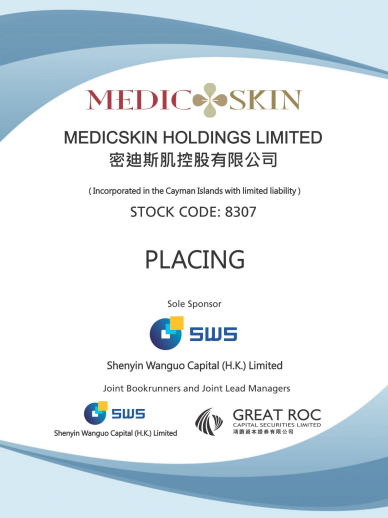 MEDIC SKIN
MEDICSKIN HOLDINGS LIMITED
密迪斯肌控股有限公司
( Incorporated in the Cayman Islands with limited liability )
STOCK CODE: 8307
PLACING
Sole Sponsor
SWS
Shenyin Wanguo Capital (H.K.) Limited
Joint Bookrunners and Joint Lead Managers
SWS
Shenyin Wanguo Capital (H.K.) Limited
GREAT ROC
CAPITAL SECURITIES LIMITED
鴻鵬資本證券有限公司